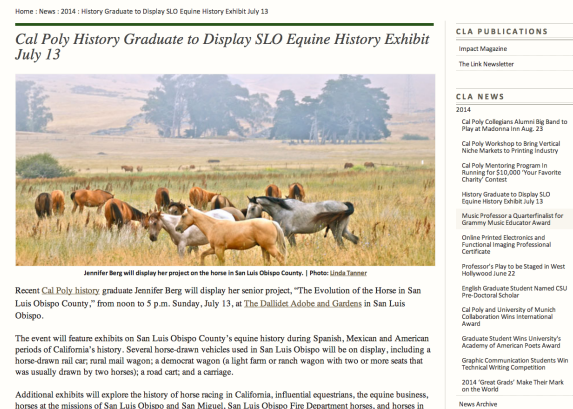 Home : News : 2014 : History Graduate to Display SLO Equine History Exhibit July 13
Cal Poly History Graduate to Display SLO Equine History Exhibit
July 13
Jennifer Berg will display her project on the horse in San Luis Obispo County. | Photo: Linda Tanner
Recent Cal Poly history graduate Jennifer Berg will display her senior project, "The Evolution of the Horse in San
Luis Obispo County," from noon to 5 p.m. Sunday, July 13, at The Dallidet Adobe and Gardens in San Luis
Obispo.
The event will feature exhibits on San Luis Obispo County's equine history during Spanish, Mexican and American
periods of California's history. Several horse-drawn vehicles used in San Luis Obispo will be on display, including a
horse-drawn rail car; rural mail wagon; a democrat wagon (a light farm or ranch wagon with two or more seats that
was usually drawn by two horses); a road cart; and a carriage.
Additional exhibits will explore the history of horse racing in California, influential equestrians, the equine business,
horses at the missions of San Luis Obispo and San Miguel, San Luis Obispo Fire Department horses, and horses in
CLA PUBLICATIONS
Impact Magazine
The Link Newsletter
CLA NEWS
2014
Cal Poly Collegians Alumni Big Band to
Play at Madonna Inn Aug. 23
Cal Poly Workshop to Bring Vertical
Niche Markets to Printing Industry
Cal Poly Mentoring Program in
Running for $10,000 'Your Favorite
Charity' Contest
History Graduate to Display SLO
Equine History Exhibit July 13
Music Professor a Quarterfinalist for
Grammy Music Educator Award
Online Printed Electronics and
Functional Imaging Professional
Certificate
Professor's Play to be Staged in West
Hollywood June 22
English Graduate Student Named CSU
Pre-Doctoral Scholar
Cal Poly and University of Munich
Collaboration Wins International
Award
Graduate Student Wins University's
Academy of American Poets Award
Graphic Communication Students Win
Technical Writing Competition
2014 'Great Grads' Make Their Mark
on the World
News Archive